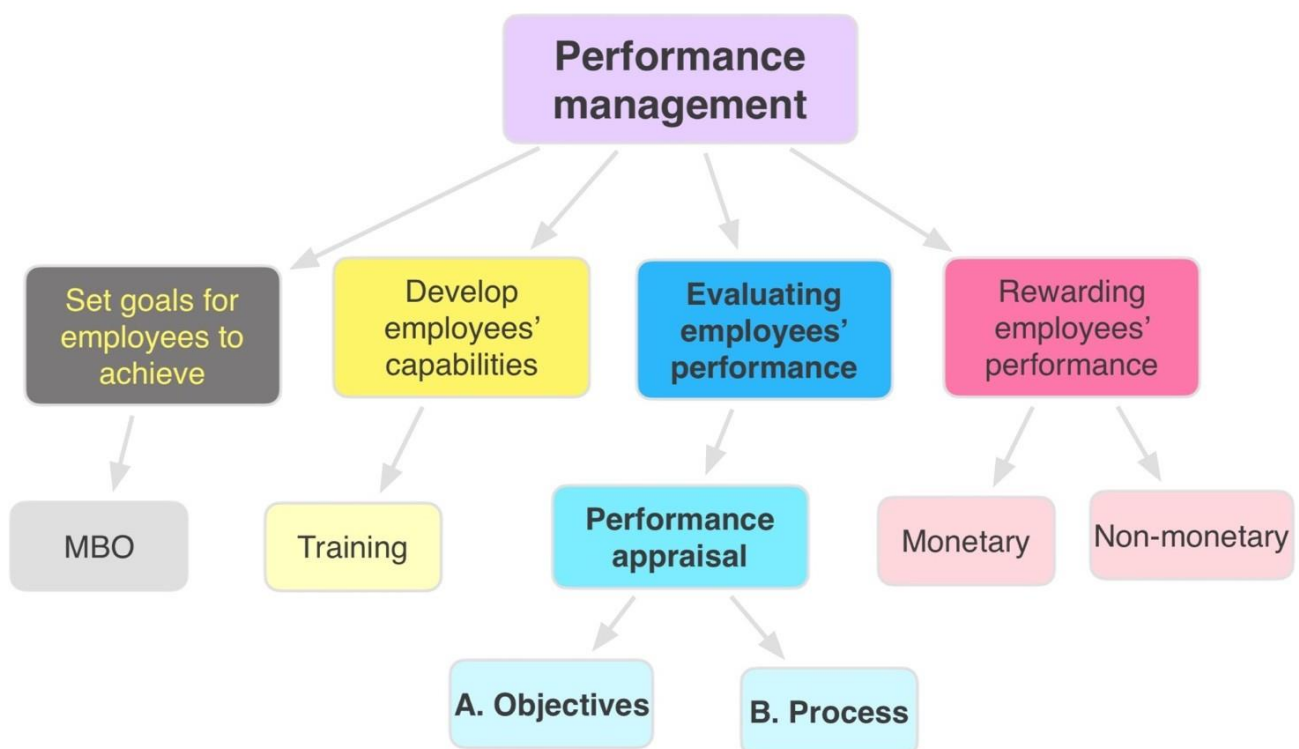 Performance
management
Set goals for
employees to
achieve
Develop
employees’
capabilities
Evaluating
employees’
performance
Rewarding
employees’
performance
MBO
Training
Performance
appraisal
Monetary
Non-monetary
A. Objectives
B. Process